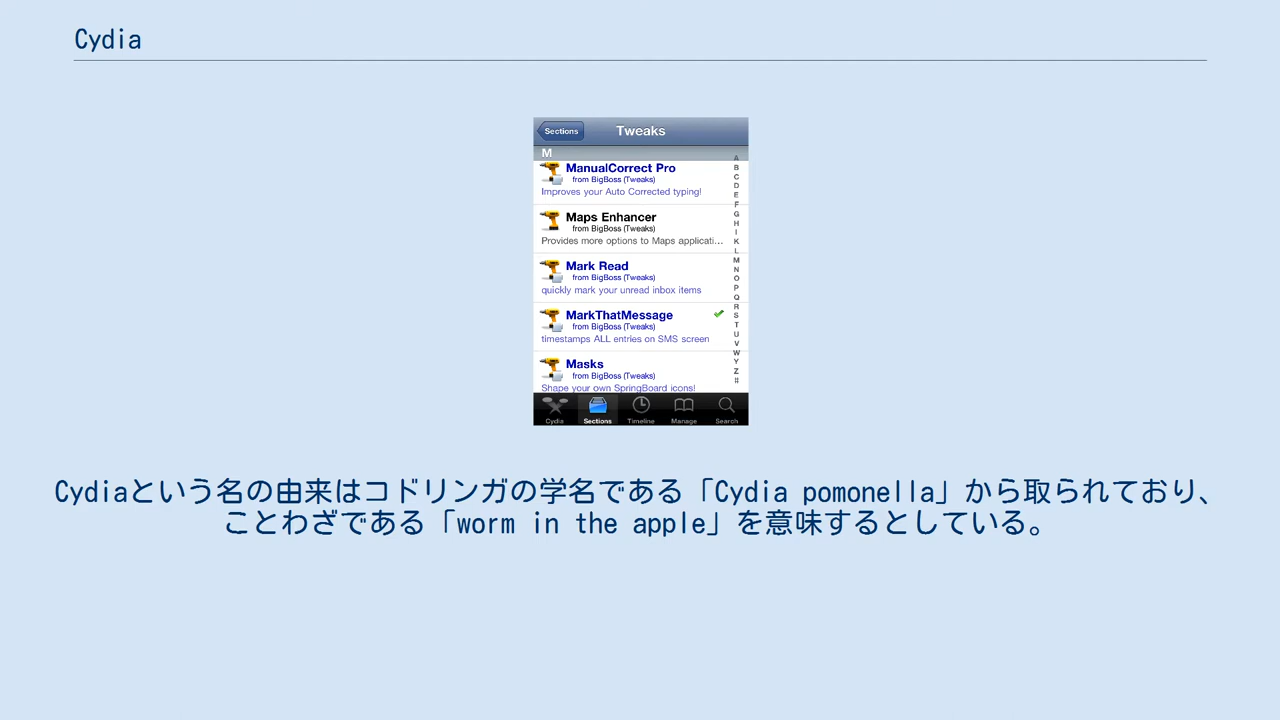 Cydia
Sections
Tweaks
M
ManualCorrect Pro
from BigBoss (Tweaks)
Improves your Auto Corrected typing!
Maps Enhancer
from BigBoss (Tweaks)
Provides more options to Maps applicati...
Mark Read
from BigBoss (Tweaks)
quickly mark your unread inbox items
MarkThatMessage
from BigBoss (Tweaks)
timestamps ALL entries on SMS screen
Masks
from BigBoss (Tweaks)
Shape your own SpringBoard icons!
A
B
C
D
E
F
G
H
I
K
L
M
N
O
P
Q
R
S
T
U
V
W
Y
Z
#
Cydia
Sections
Timeline
Manage
Search
Cydiaという名の由来はコドリンガの学名である「Cydia pomonella」から取られており、
ことわざである「worm in the apple」を意味するとしている。